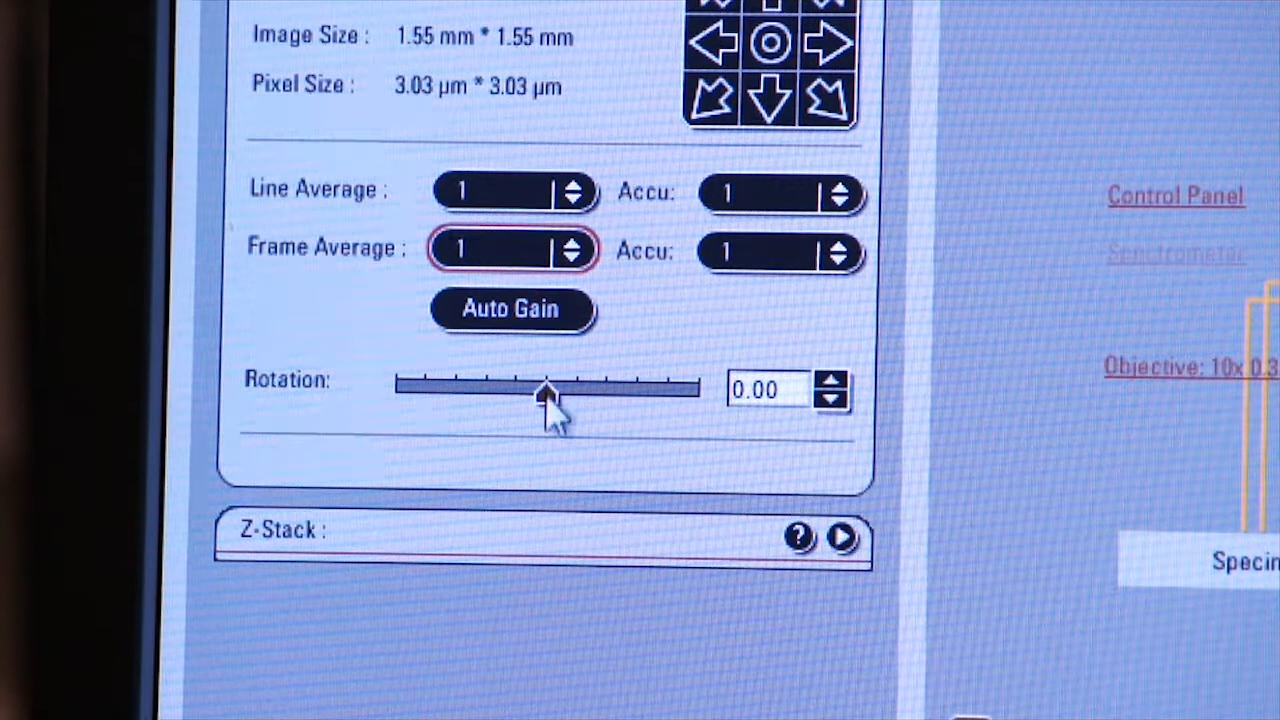 Image Size : 1.55 mm * 1.55 mm
Pixel Size : 3.03 µm * 3.03 µm
Line Average : 1 Accu: 1
Frame Average : 1 Accu: 1
Auto Gain
Rotation: 0.00
Z-Stack : ?
Control Panel
Spectrometer
Objective: 10x 0.3
Specin